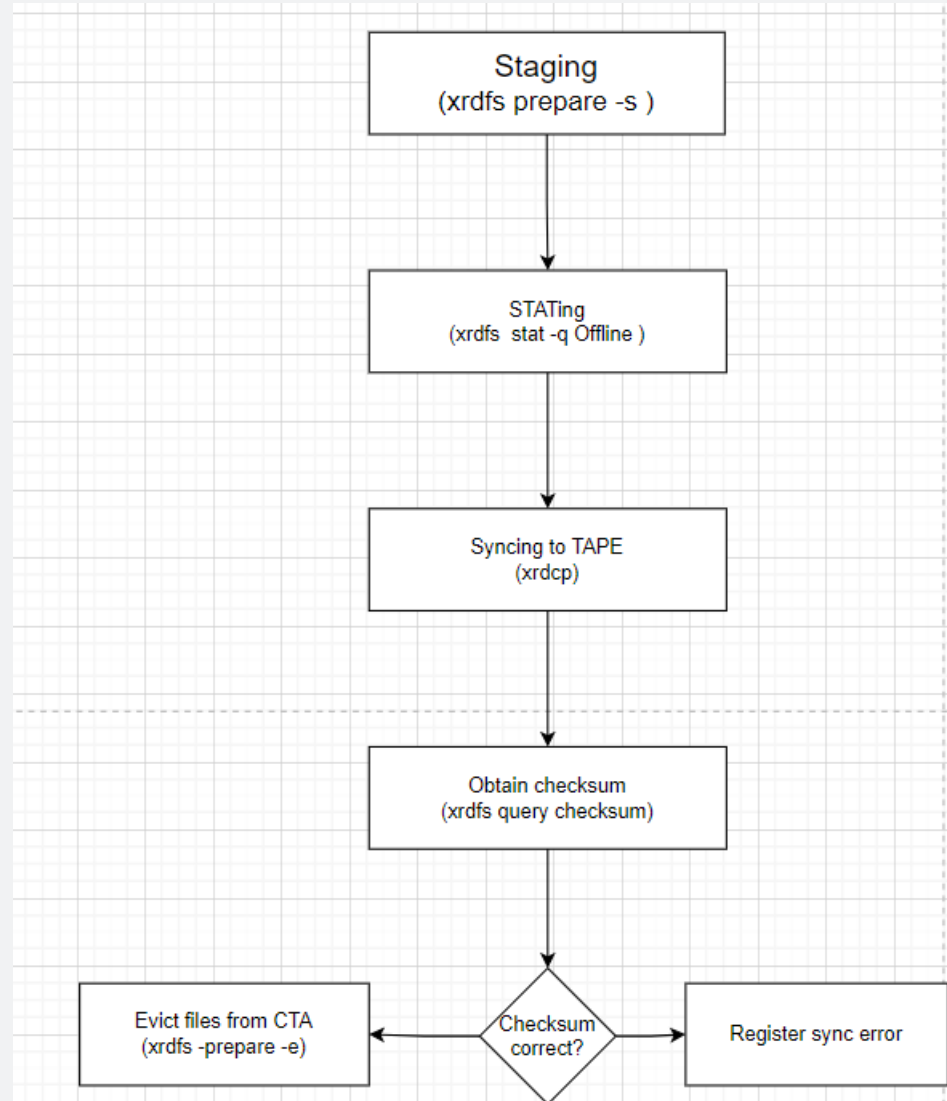 Staging
(xrdfs prepare -s )
STATing
(xrdfs stat -q Offline )
Syncing to TAPE
(xrdcp)
Obtain checksum
(xrdfs query checksum)
Evict files from CTA
(xrdfs -prepare -e)
Checksum
correct?
Register sync error